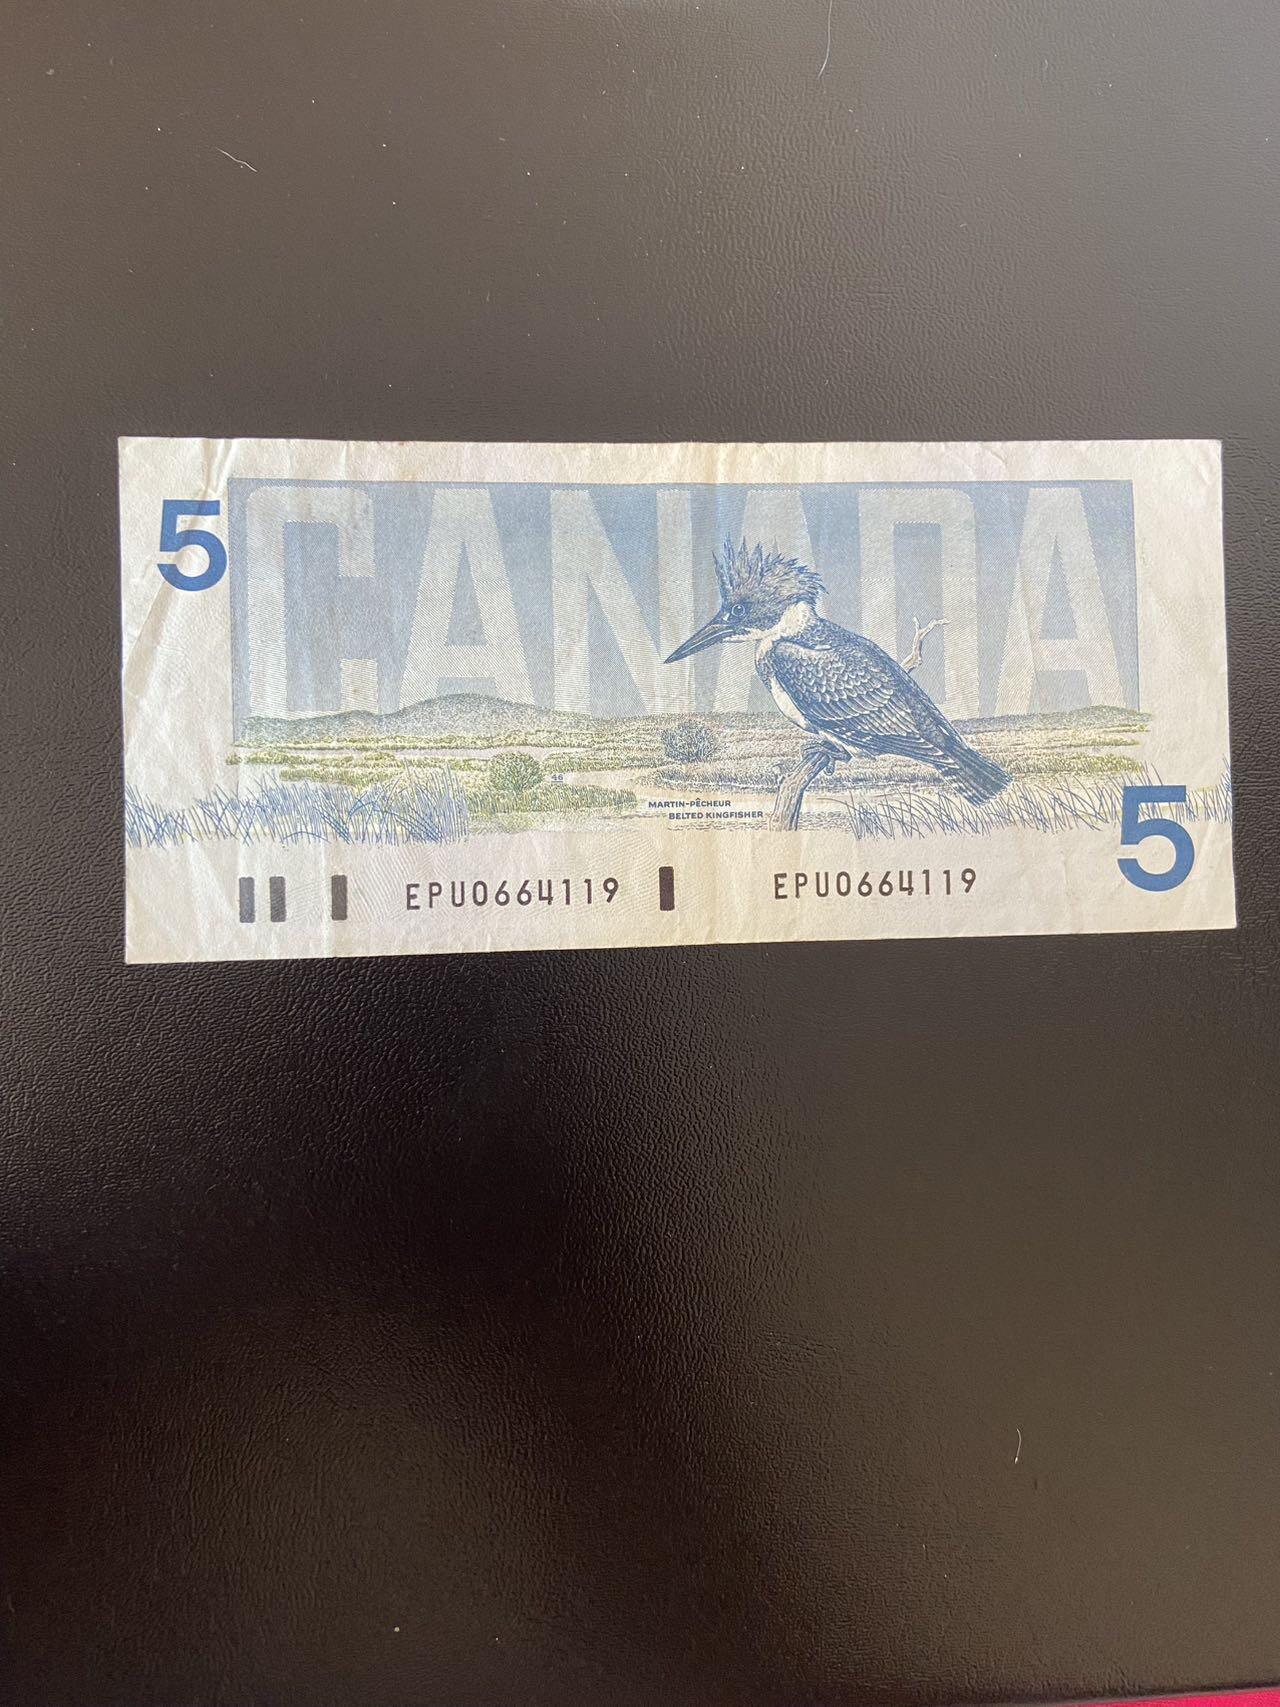 5
CANADA
46
MARTIN-PÊCHEUR
BELTED KINGFISHER
5
EPU0664119 EPU0664119